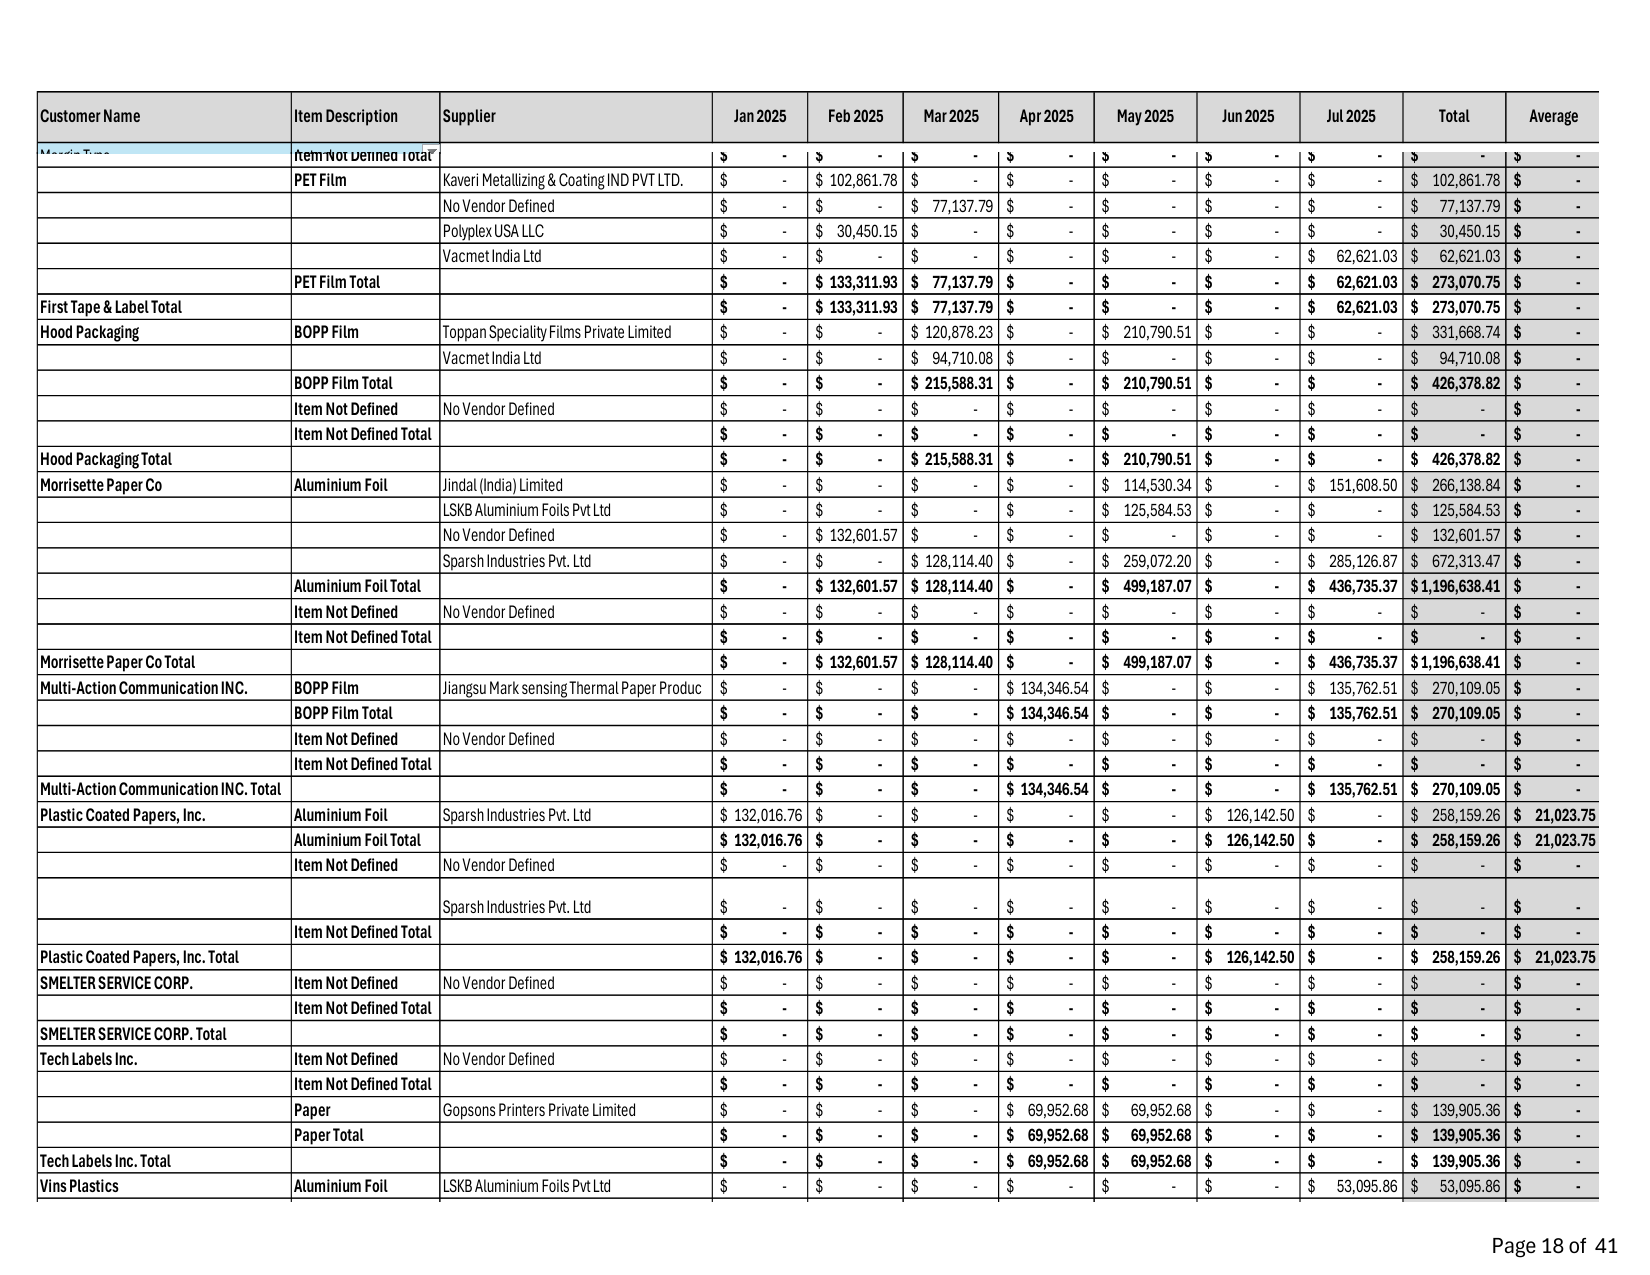 Customer Name Item Description Supplier Jan 2025 Feb 2025 Mar 2025 Apr 2025 May 2025 Jun 2025 Jul 2025 Total Average
Margin Type Item Not Defined Total $ - $ - $ - $ - $ - $ - $ - $ - $ -
PET Film Kaveri Metallizing & Coating IND PVT LTD. $ - $ 102,861.78 $ - $ - $ - $ - $ - $ 102,861.78 $ -
No Vendor Defined $ - $ - $ 77,137.79 $ - $ - $ - $ - $ 77,137.79 $ -
Polyplex USA LLC $ - $ 30,450.15 $ - $ - $ - $ - $ - $ 30,450.15 $ -
Vacmet India Ltd $ - $ - $ - $ - $ - $ - $ 62,621.03 $ 62,621.03 $ -
PET Film Total $ - $ 133,311.93 $ 77,137.79 $ - $ - $ - $ 62,621.03 $ 273,070.75 $ -
First Tape & Label Total $ - $ 133,311.93 $ 77,137.79 $ - $ - $ - $ 62,621.03 $ 273,070.75 $ -
Hood Packaging BOPP Film Toppan Speciality Films Private Limited $ - $ - $ 120,878.23 $ - $ 210,790.51 $ - $ - $ 331,668.74 $ -
Vacmet India Ltd $ - $ - $ 94,710.08 $ - $ - $ - $ - $ 94,710.08 $ -
BOPP Film Total $ - $ - $ 215,588.31 $ - $ 210,790.51 $ - $ - $ 426,378.82 $ -
Item Not Defined No Vendor Defined $ - $ - $ - $ - $ - $ - $ - $ - $ -
Item Not Defined Total $ - $ - $ - $ - $ - $ - $ - $ - $ -
Hood Packaging Total $ - $ - $ 215,588.31 $ - $ 210,790.51 $ - $ - $ 426,378.82 $ -
Morrisette Paper Co Aluminium Foil Jindal (India) Limited $ - $ - $ - $ - $ 114,530.34 $ - $ 151,608.50 $ 266,138.84 $ -
LSKB Aluminium Foils Pvt Ltd $ - $ - $ - $ - $ 125,584.53 $ - $ - $ 125,584.53 $ -
No Vendor Defined $ - $ 132,601.57 $ - $ - $ - $ - $ - $ 132,601.57 $ -
Sparsh Industries Pvt. Ltd $ - $ - $ 128,114.40 $ - $ 259,072.20 $ - $ 285,126.87 $ 672,313.47 $ -
Aluminium Foil Total $ - $ 132,601.57 $ 128,114.40 $ - $ 499,187.07 $ - $ 436,735.37 $ 1,196,638.41 $ -
Item Not Defined No Vendor Defined $ - $ - $ - $ - $ - $ - $ - $ - $ -
Item Not Defined Total $ - $ - $ - $ - $ - $ - $ - $ - $ -
Morrisette Paper Co Total $ - $ 132,601.57 $ 128,114.40 $ - $ 499,187.07 $ - $ 436,735.37 $ 1,196,638.41 $ -
Multi-Action Communication INC. BOPP Film Jiangsu Mark sensing Thermal Paper Produc $ - $ - $ - $ 134,346.54 $ - $ - $ 135,762.51 $ 270,109.05 $ -
BOPP Film Total $ - $ - $ - $ 134,346.54 $ - $ - $ 135,762.51 $ 270,109.05 $ -
Item Not Defined No Vendor Defined $ - $ - $ - $ - $ - $ - $ - $ - $ -
Item Not Defined Total $ - $ - $ - $ - $ - $ - $ - $ - $ -
Multi-Action Communication INC. Total $ - $ - $ - $ 134,346.54 $ - $ - $ 135,762.51 $ 270,109.05 $ -
Plastic Coated Papers, Inc. Aluminium Foil Sparsh Industries Pvt. Ltd $ 132,016.76 $ - $ - $ - $ - $ 126,142.50 $ - $ 258,159.26 $ 21,023.75
Aluminium Foil Total $ 132,016.76 $ - $ - $ - $ - $ 126,142.50 $ - $ 258,159.26 $ 21,023.75
Item Not Defined No Vendor Defined $ - $ - $ - $ - $ - $ - $ - $ - $ -
Sparsh Industries Pvt. Ltd $ - $ - $ - $ - $ - $ - $ - $ - $ -
Item Not Defined Total $ - $ - $ - $ - $ - $ - $ - $ - $ -
Plastic Coated Papers, Inc. Total $ 132,016.76 $ - $ - $ - $ - $ 126,142.50 $ - $ 258,159.26 $ 21,023.75
SMELTER SERVICE CORP. Item Not Defined No Vendor Defined $ - $ - $ - $ - $ - $ - $ - $ - $ -
Item Not Defined Total $ - $ - $ - $ - $ - $ - $ - $ - $ -
SMELTER SERVICE CORP. Total $ - $ - $ - $ - $ - $ - $ - $ - $ -
Tech Labels Inc. Item Not Defined No Vendor Defined $ - $ - $ - $ - $ - $ - $ - $ - $ -
Item Not Defined Total $ - $ - $ - $ - $ - $ - $ - $ - $ -
Paper Gopsons Printers Private Limited $ - $ - $ - $ 69,952.68 $ 69,952.68 $ - $ - $ 139,905.36 $ -
Paper Total $ - $ - $ - $ 69,952.68 $ 69,952.68 $ - $ - $ 139,905.36 $ -
Tech Labels Inc. Total $ - $ - $ - $ 69,952.68 $ 69,952.68 $ - $ - $ 139,905.36 $ -
Vins Plastics Aluminium Foil LSKB Aluminium Foils Pvt Ltd $ - $ - $ - $ - $ - $ - $ 53,095.86 $ 53,095.86 $ -
Page 18 of 41